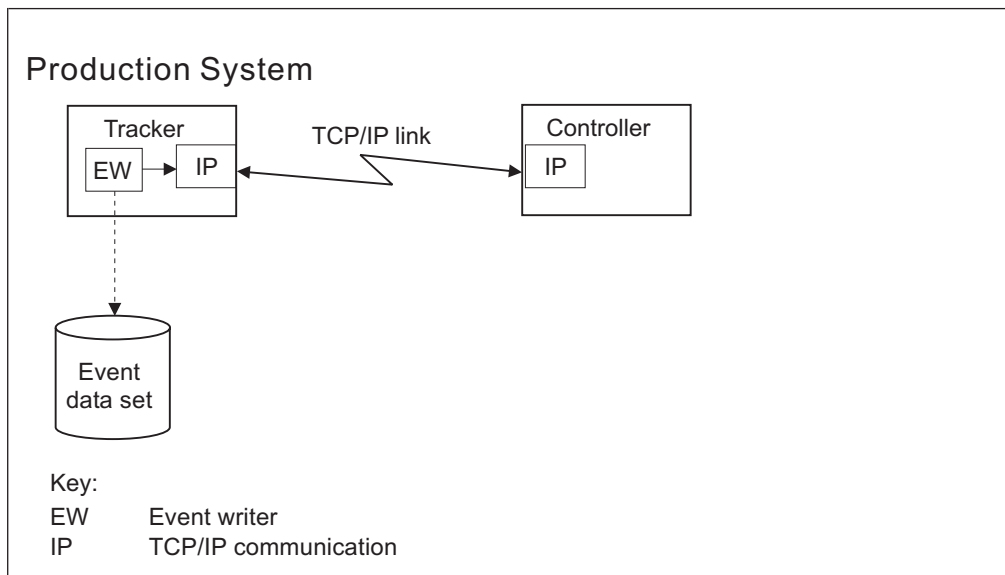 Production System
Tracker
TCP/IP link
Controller
EW
IP
IP
Event
data set
Key:
EW Event writer
IP TCP/IP communication